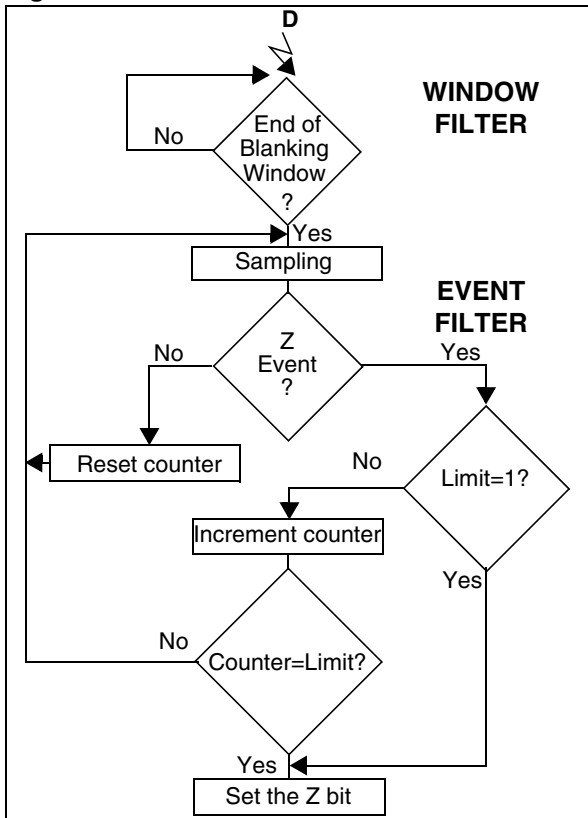 D
WINDOW
FILTER
No
End of
Blanking
Window
?
Yes
Sampling
EVENT
FILTER
Z
Event
?
No
Yes
Reset counter
No
Limit=1?
Increment counter
Yes
No
Counter=Limit?
Yes
Set the Z bit